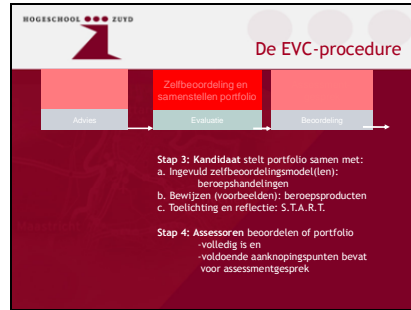 HOGESCHOOL ZUYD
De EVC-procedure
Zelfbeoordeling en
samenstellen portfolio
Advies
Evaluatie
Beoordeling
Stap 3: Kandidaat stelt portfolio samen met:
a. Ingevuld zelfbeoordelingsmodel(len):
beroepshandelingen
b. Bewijzen (voorbeelden): beroepsproducten
c. Toelichting en reflectie: S.T.A.R.T.
Stap 4: Assessoren beoordelen of portfolio
-volledig is en
-voldoende aanknopingspunten bevat
voor assessmentgesprek